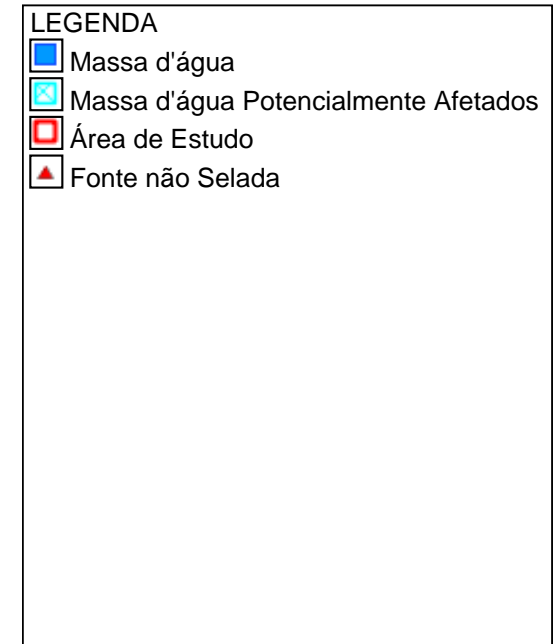 LEGENDA
Massa d'água
Massa d'água Potencialmente Afetados
Área de Estudo
Fonte não Selada